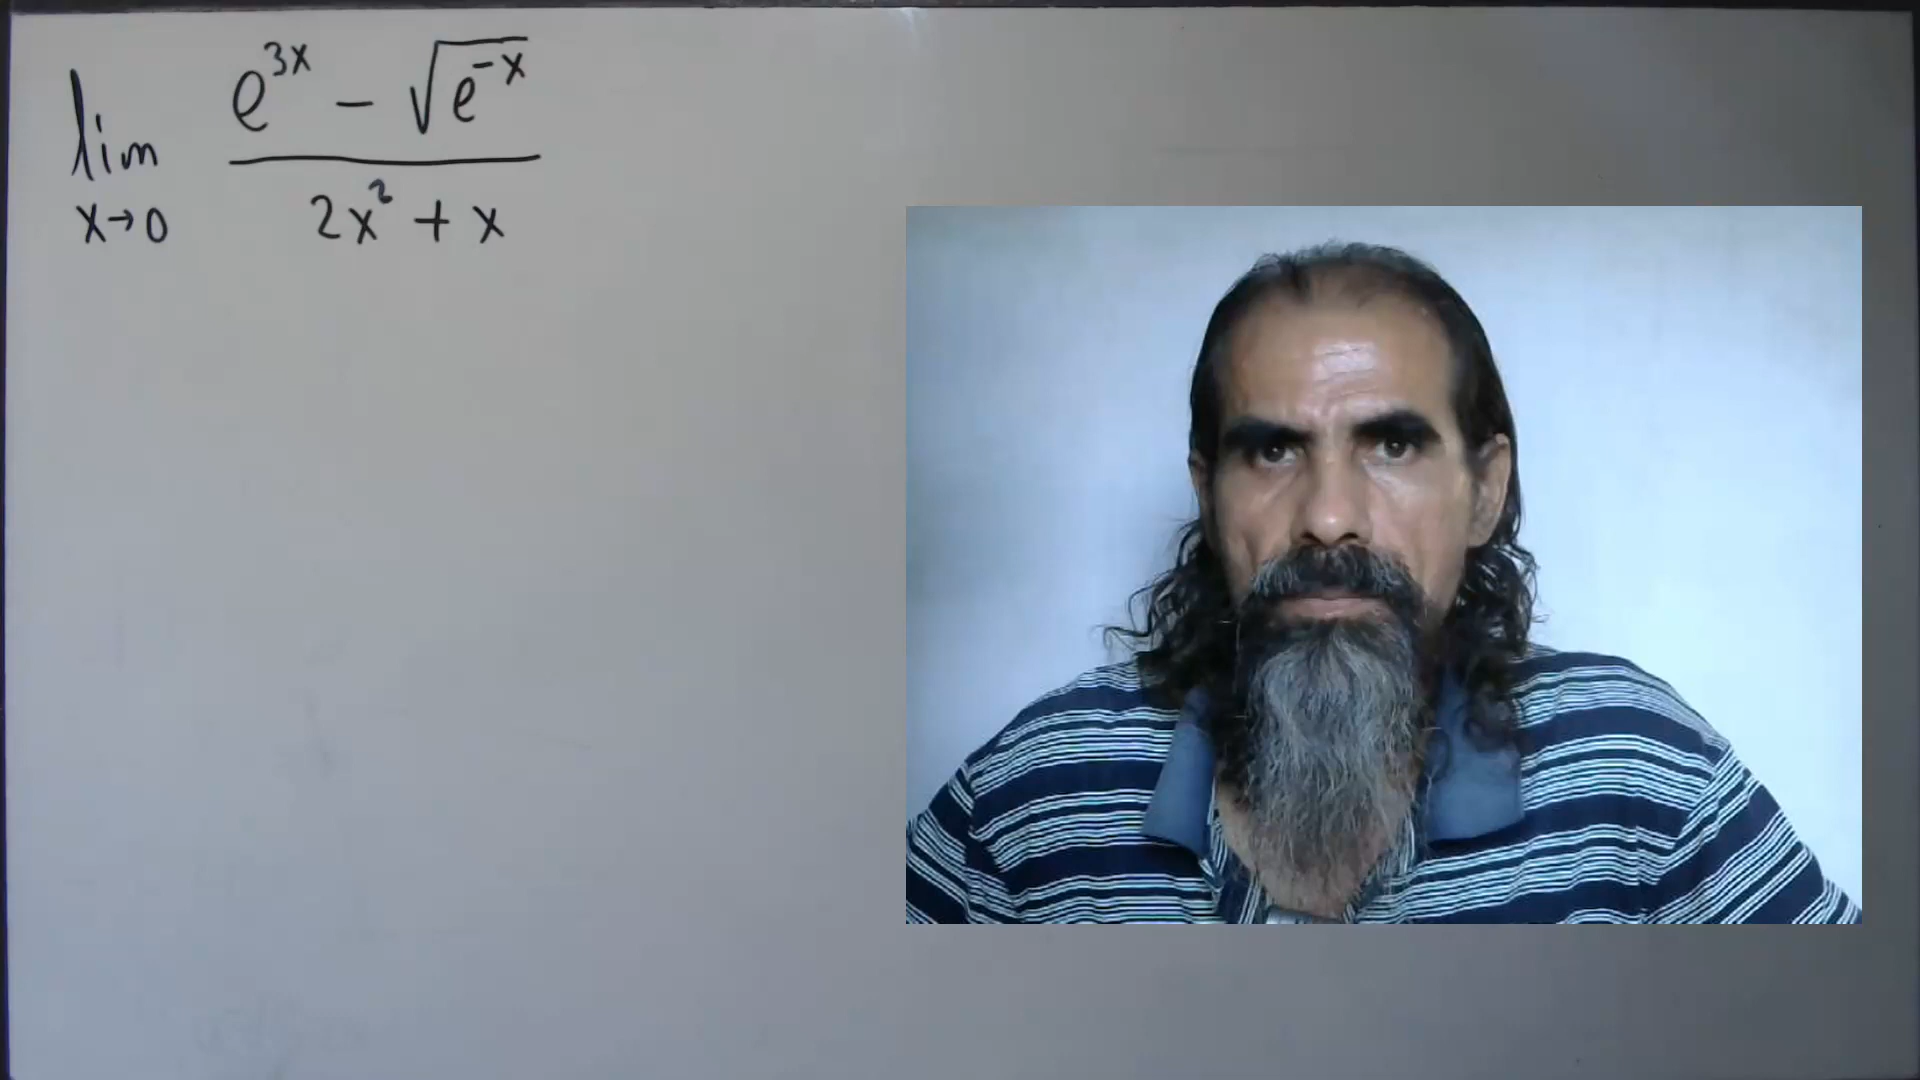 lim e^{3x} - √(e^{-x})
x→0 2x² + x